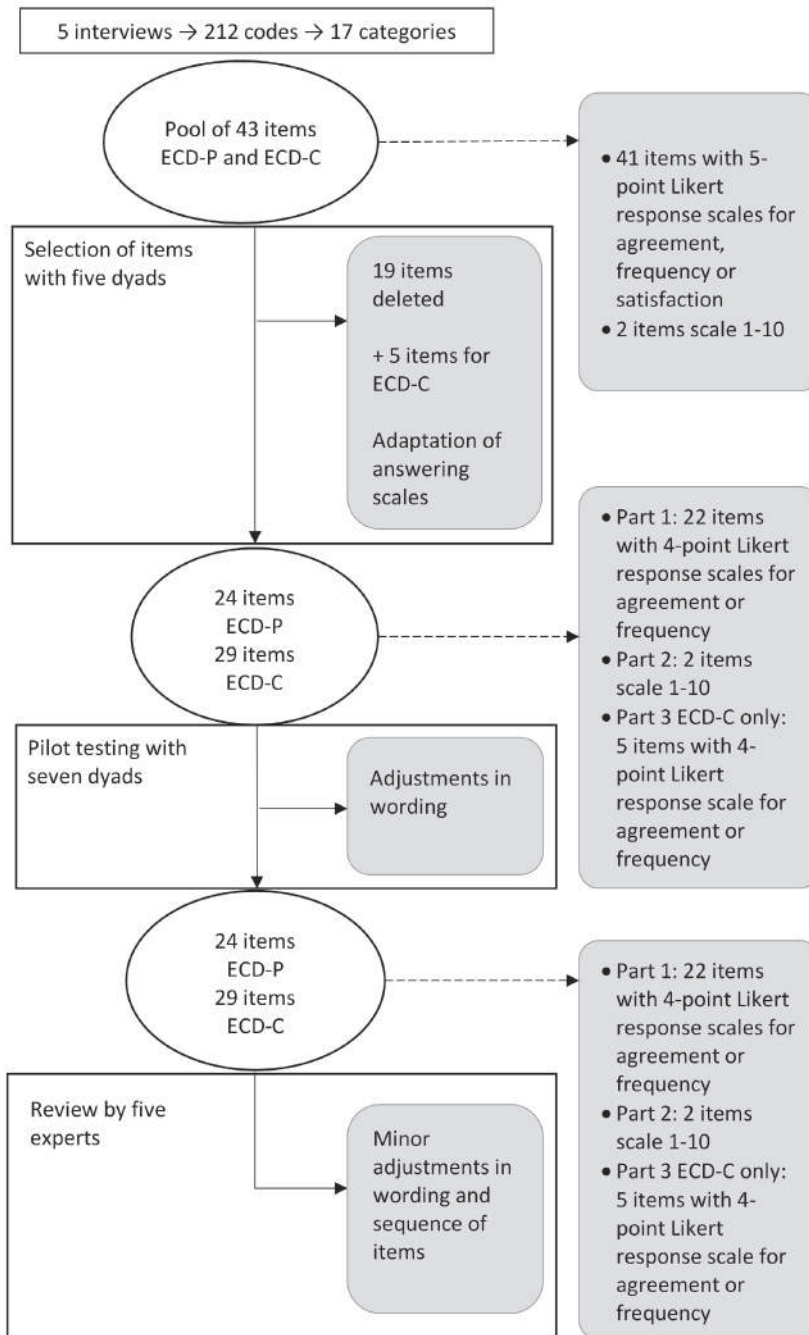 5 interviews → 212 codes → 17 categories
Pool of 43 items
ECD-P and ECD-C
• 41 items with 5-
point Likert
response scales for
agreement,
frequency or
satisfaction
• 2 items scale 1-10
Selection of items
with five dyads
19 items
deleted
+ 5 items for
ECD-C
Adaptation of
answering
scales
24 items
ECD-P
29 items
ECD-C
• Part 1: 22 items
with 4-point Likert
response scales for
agreement or
frequency
• Part 2: 2 items
scale 1-10
• Part 3 ECD-C only:
5 items with 4-
point Likert
response scale for
agreement or
frequency
Pilot testing with
seven dyads
Adjustments in
wording
24 items
ECD-P
29 items
ECD-C
• Part 1: 22 items
with 4-point Likert
response scales for
agreement or
frequency
• Part 2: 2 items
scale 1-10
• Part 3 ECD-C only:
5 items with 4-
point Likert
response scale for
agreement or
frequency
Review by five
experts
Minor
adjustments in
wording and
sequence of
items